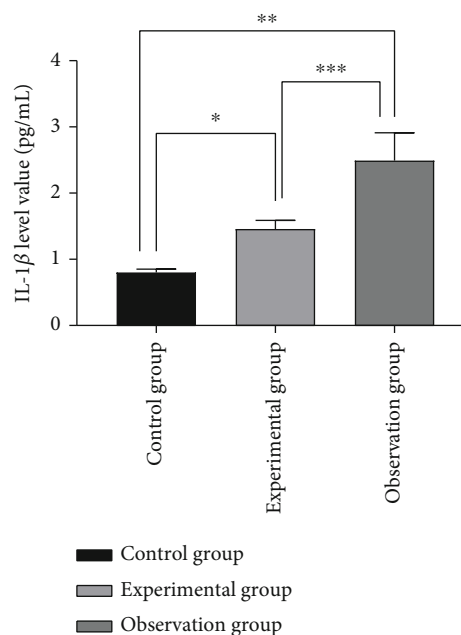 **
***
*
4
3
2
1
0
IL-1β level value (pg/mL)
Control group
Experimental group
Observation group
Control group
Experimental group
Observation group